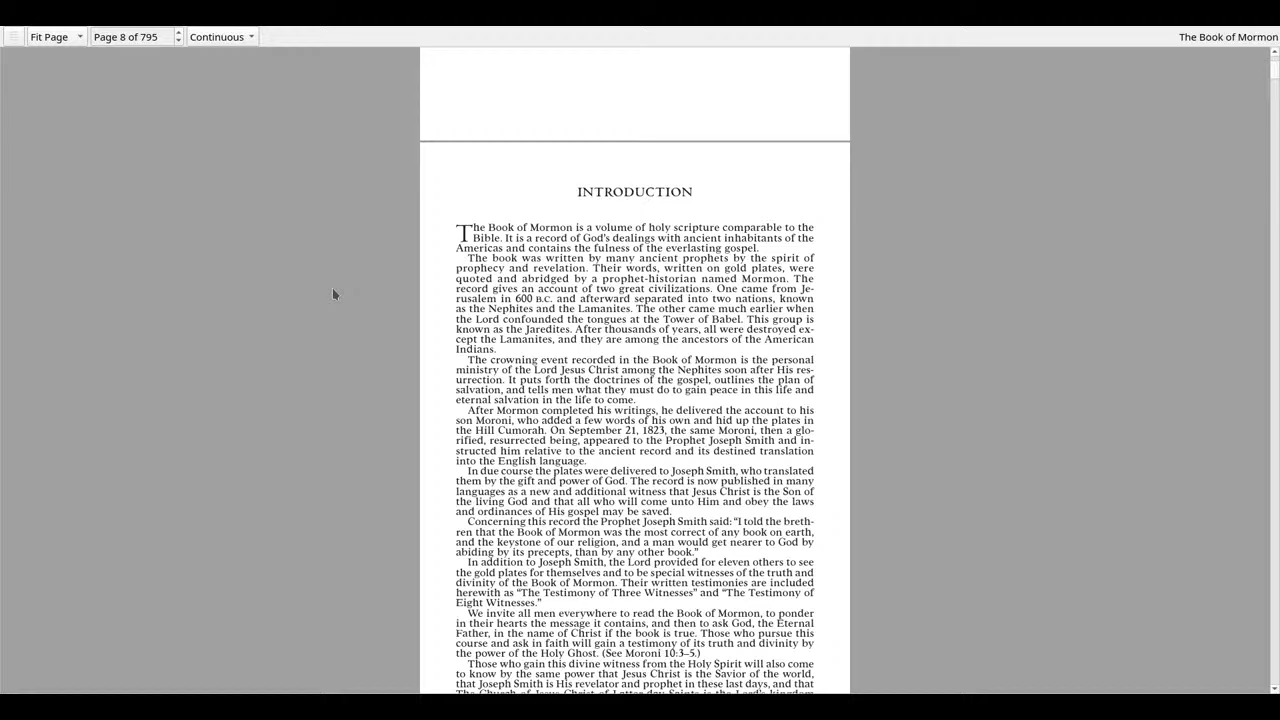 Fit Page
Page 8 of 795
Continuous
The Book of Mormon
INTRODUCTION
The Book of Mormon is a volume of holy scripture comparable to the
Bible. It is a record of God's dealings with ancient inhabitants of the
Americas and contains the fulness of the everlasting gospel.
The book was written by many ancient prophets by the spirit of
prophecy and revelation. Their words, written on gold plates, were
quoted and abridged by a prophet-historian named Mormon. The
record gives an account of two great civilizations. One came from Je-
rusalem in 600 B.C. and afterward separated into two nations, known
as the Nephites and the Lamanites. The other came much earlier when
the Lord confounded the tongues at the Tower of Babel. This group is
known as the Jaredites. After thousands of years, all were destroyed ex-
cept the Lamanites, and they are among the ancestors of the American
Indians.
The crowning event recorded in the Book of Mormon is the personal
ministry of the Lord Jesus Christ among the Nephites soon after His res-
urrection. It puts forth the doctrines of the gospel, outlines the plan of
salvation, and tells men what they must do to gain peace in this life and
eternal salvation in the life to come.
After Mormon completed his writings, he delivered the account to his
son Moroni, who added a few words of his own and hid up the plates in
the Hill Cumorah. On September 21, 1823, the same Moroni, then a glo-
rified, resurrected being, appeared to the Prophet Joseph Smith and in-
structed him relative to the ancient record and its destined translation
into the English language.
In due course the plates were delivered to Joseph Smith, who translated
them by the gift and power of God. The record is now published in many
languages as a new and additional witness that Jesus Christ is the Son of
the living God and that all who will come unto Him and obey the laws
and ordinances of His gospel may be saved.
Concerning this record the Prophet Joseph Smith said: “I told the breth-
ren that the Book of Mormon was the most correct of any book on earth,
and the keystone of our religion, and a man would get nearer to God by
abiding by its precepts, than by any other book.”
In addition to Joseph Smith, the Lord provided for eleven others to see
the gold plates for themselves and to be special witnesses of the truth and
divinity of the Book of Mormon. Their written testimonies are included
herewith as “The Testimony of Three Witnesses” and “The Testimony of
Eight Witnesses.”
We invite all men everywhere to read the Book of Mormon, to ponder
in their hearts the message it contains, and then to ask God, the Eternal
Father, in the name of Christ if the book is true. Those who pursue this
course and ask in faith will gain a testimony of its truth and divinity by
the power of the Holy Ghost. (See Moroni 10:3–5.)
Those who gain this divine witness from the Holy Spirit will also come
to know by the same power that Jesus Christ is the Savior of the world,
that Joseph Smith is His revelator and prophet in these last days, and that
The Church of Jesus Christ of Latter-day Saints is the Lord's kingdom